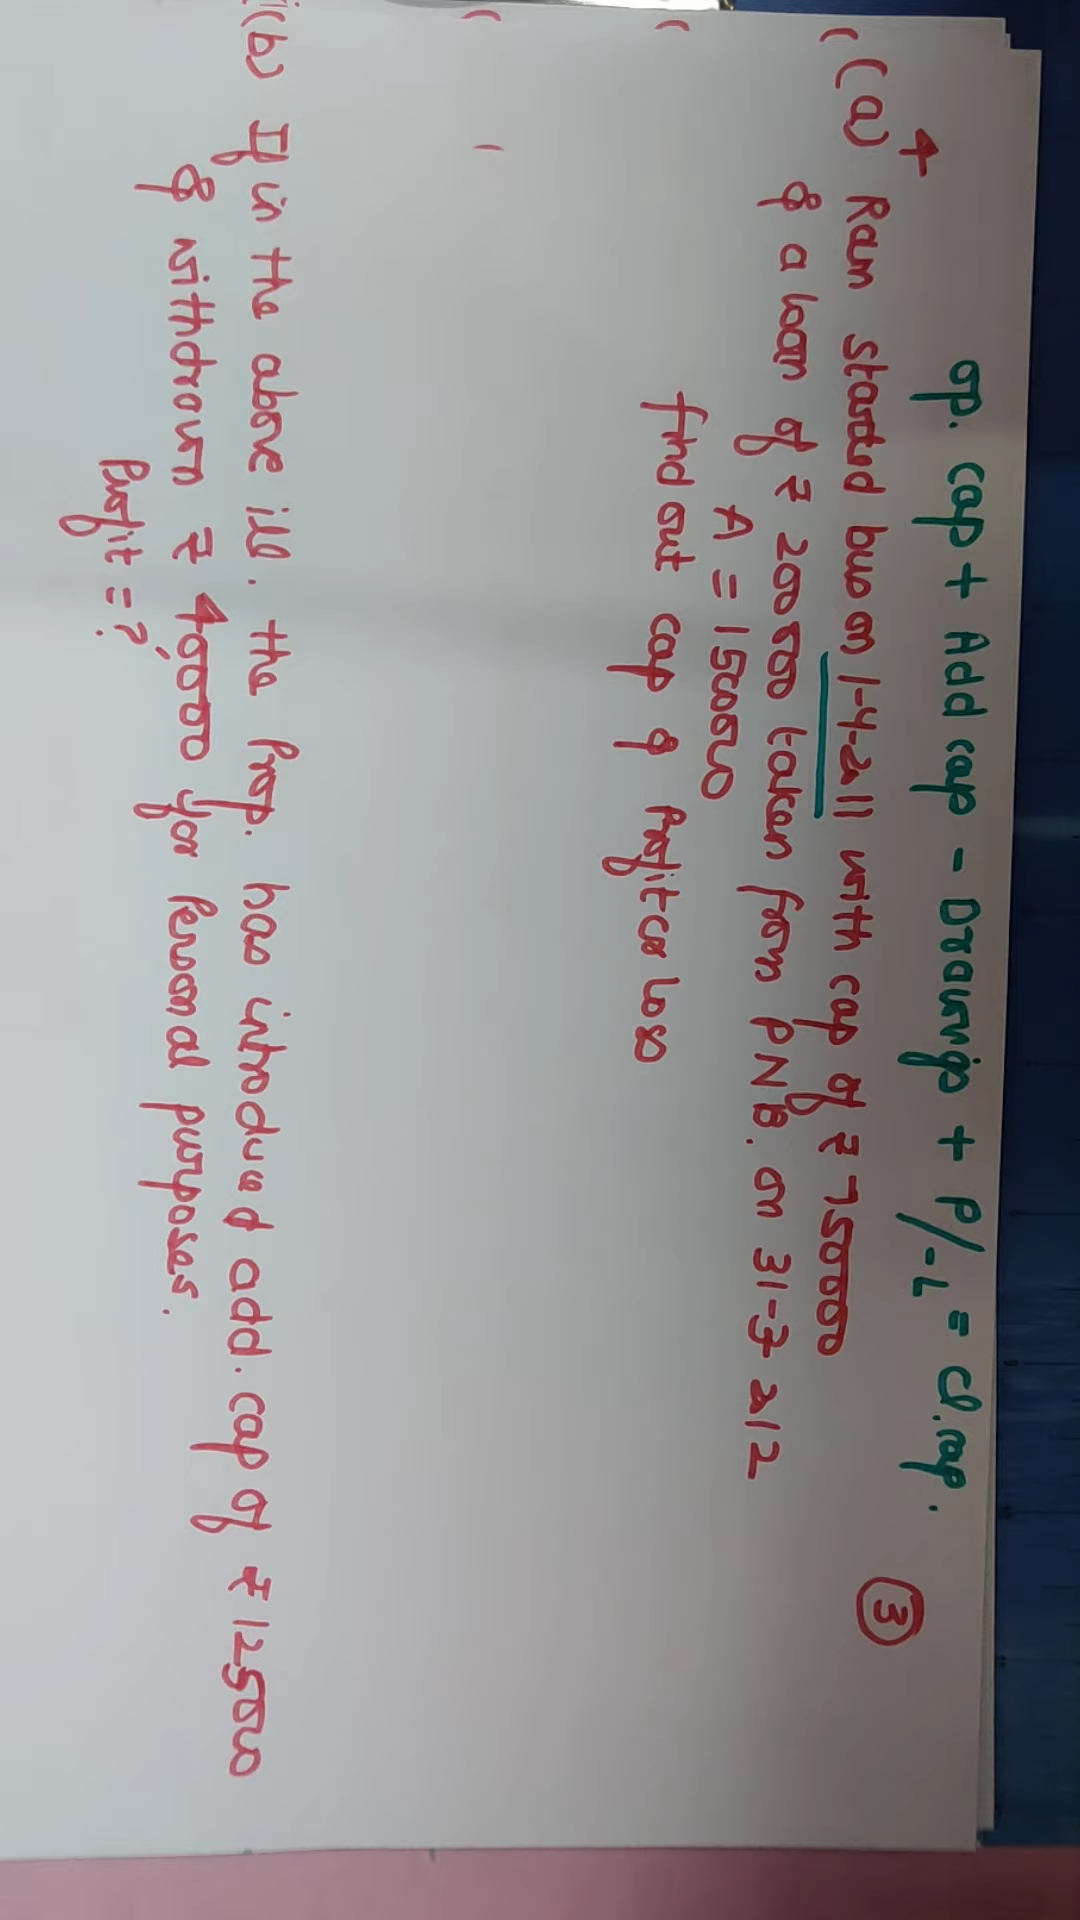 op. cap + Add cap - Drawings + P/-L = cl. cap.
③
(a) Ram started bus on 1-4-2011 with cap of ₹ 750000
& a loan of ₹ 200000 taken from PNB. on 31-3 2012
A = 1500000
find out cap & Profit or loss
(b) If in the above ill. the Prop. has introdued add. cap of ₹ 125000
& withdrawn ₹ 40000 for Personal purposes.
Profit = ?